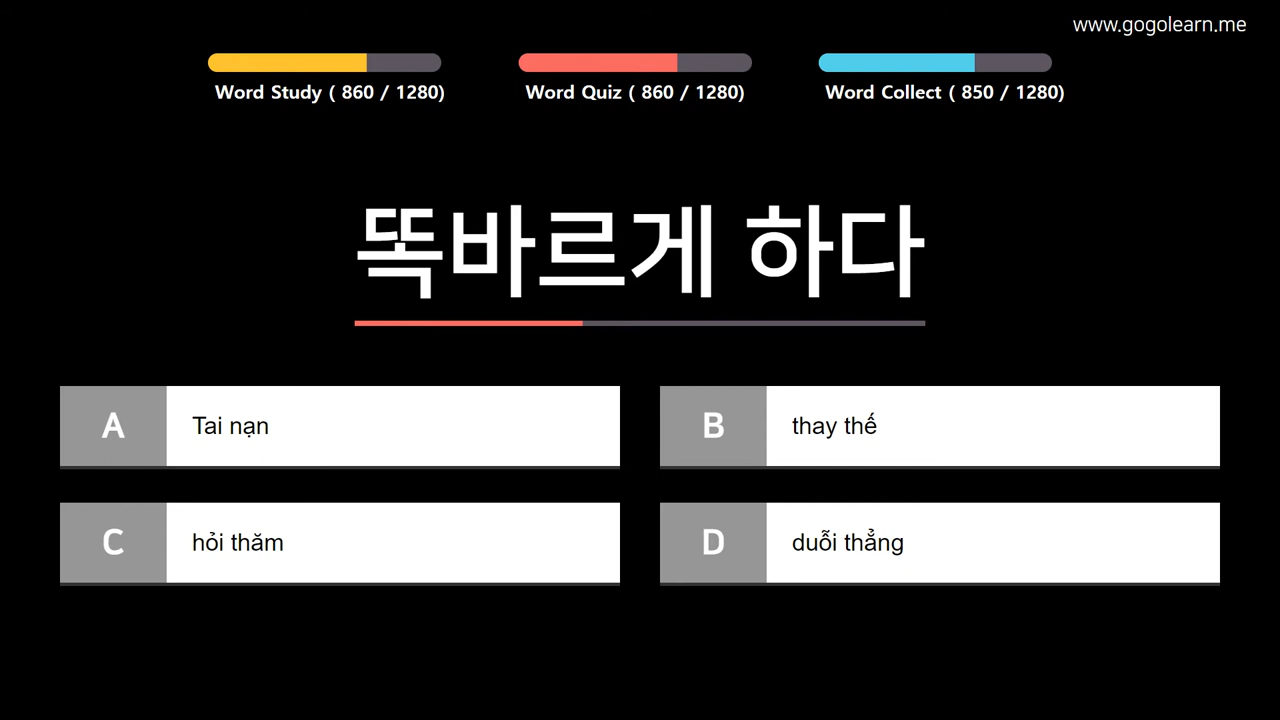 www.gogolearn.me
Word Study ( 860 / 1280)
Word Quiz ( 860 / 1280)
Word Collect ( 850 / 1280)
똑바르게 하다
A Tai nạn
B thay thế
C hỏi thăm
D duỗi thẳng